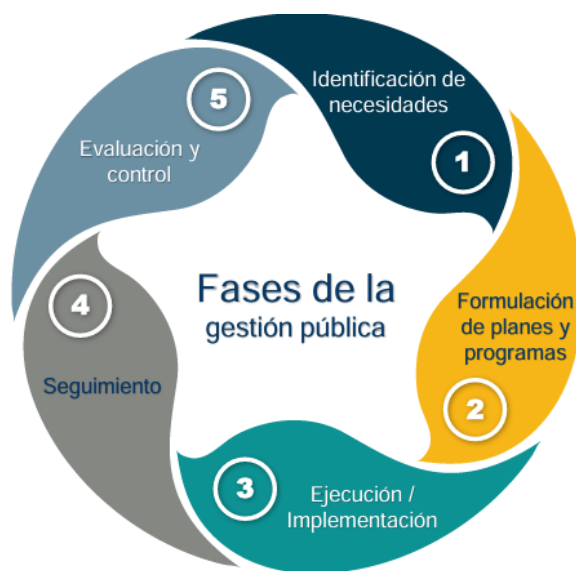 Fases de la
gestión pública
1
Identificación de
necesidades
2
Formulación
de planes y
programas
3
Ejecución /
Implementación
4
Seguimiento
5
Evaluación y
control